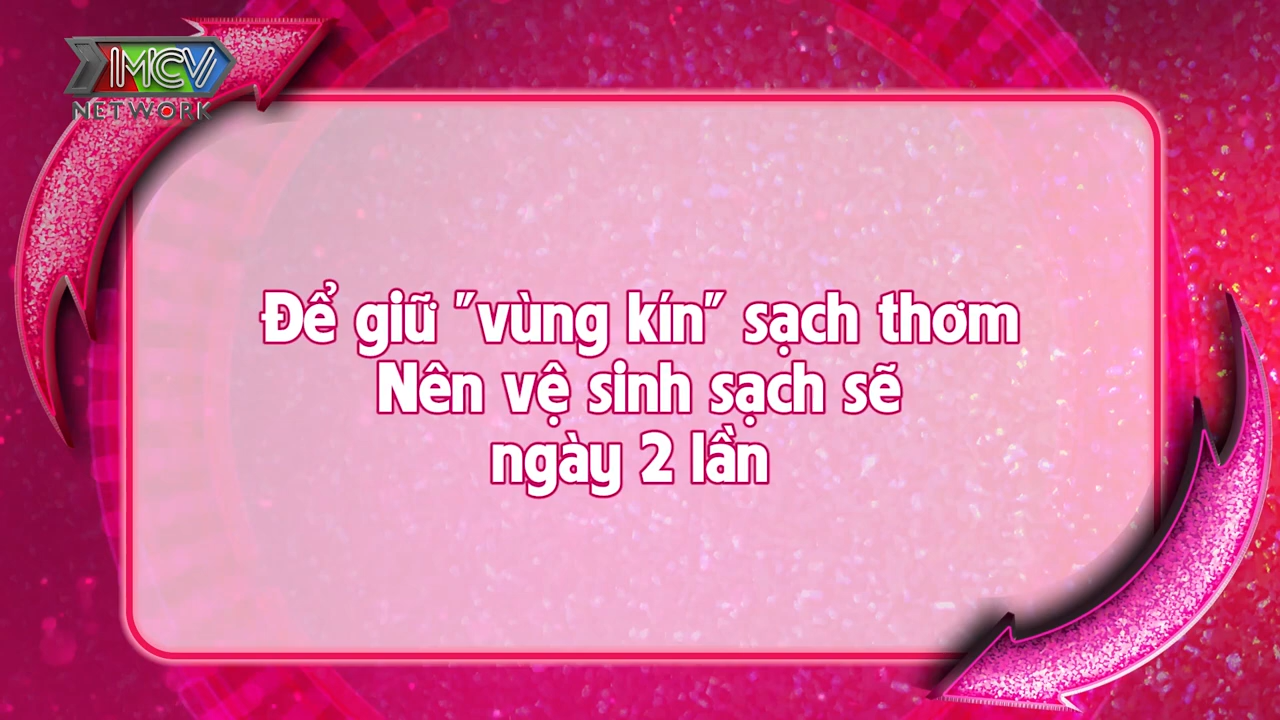 MCV
NETWORK
Để giữ "vùng kín" sạch thơm
Nên vệ sinh sạch sẽ
ngày 2 lần